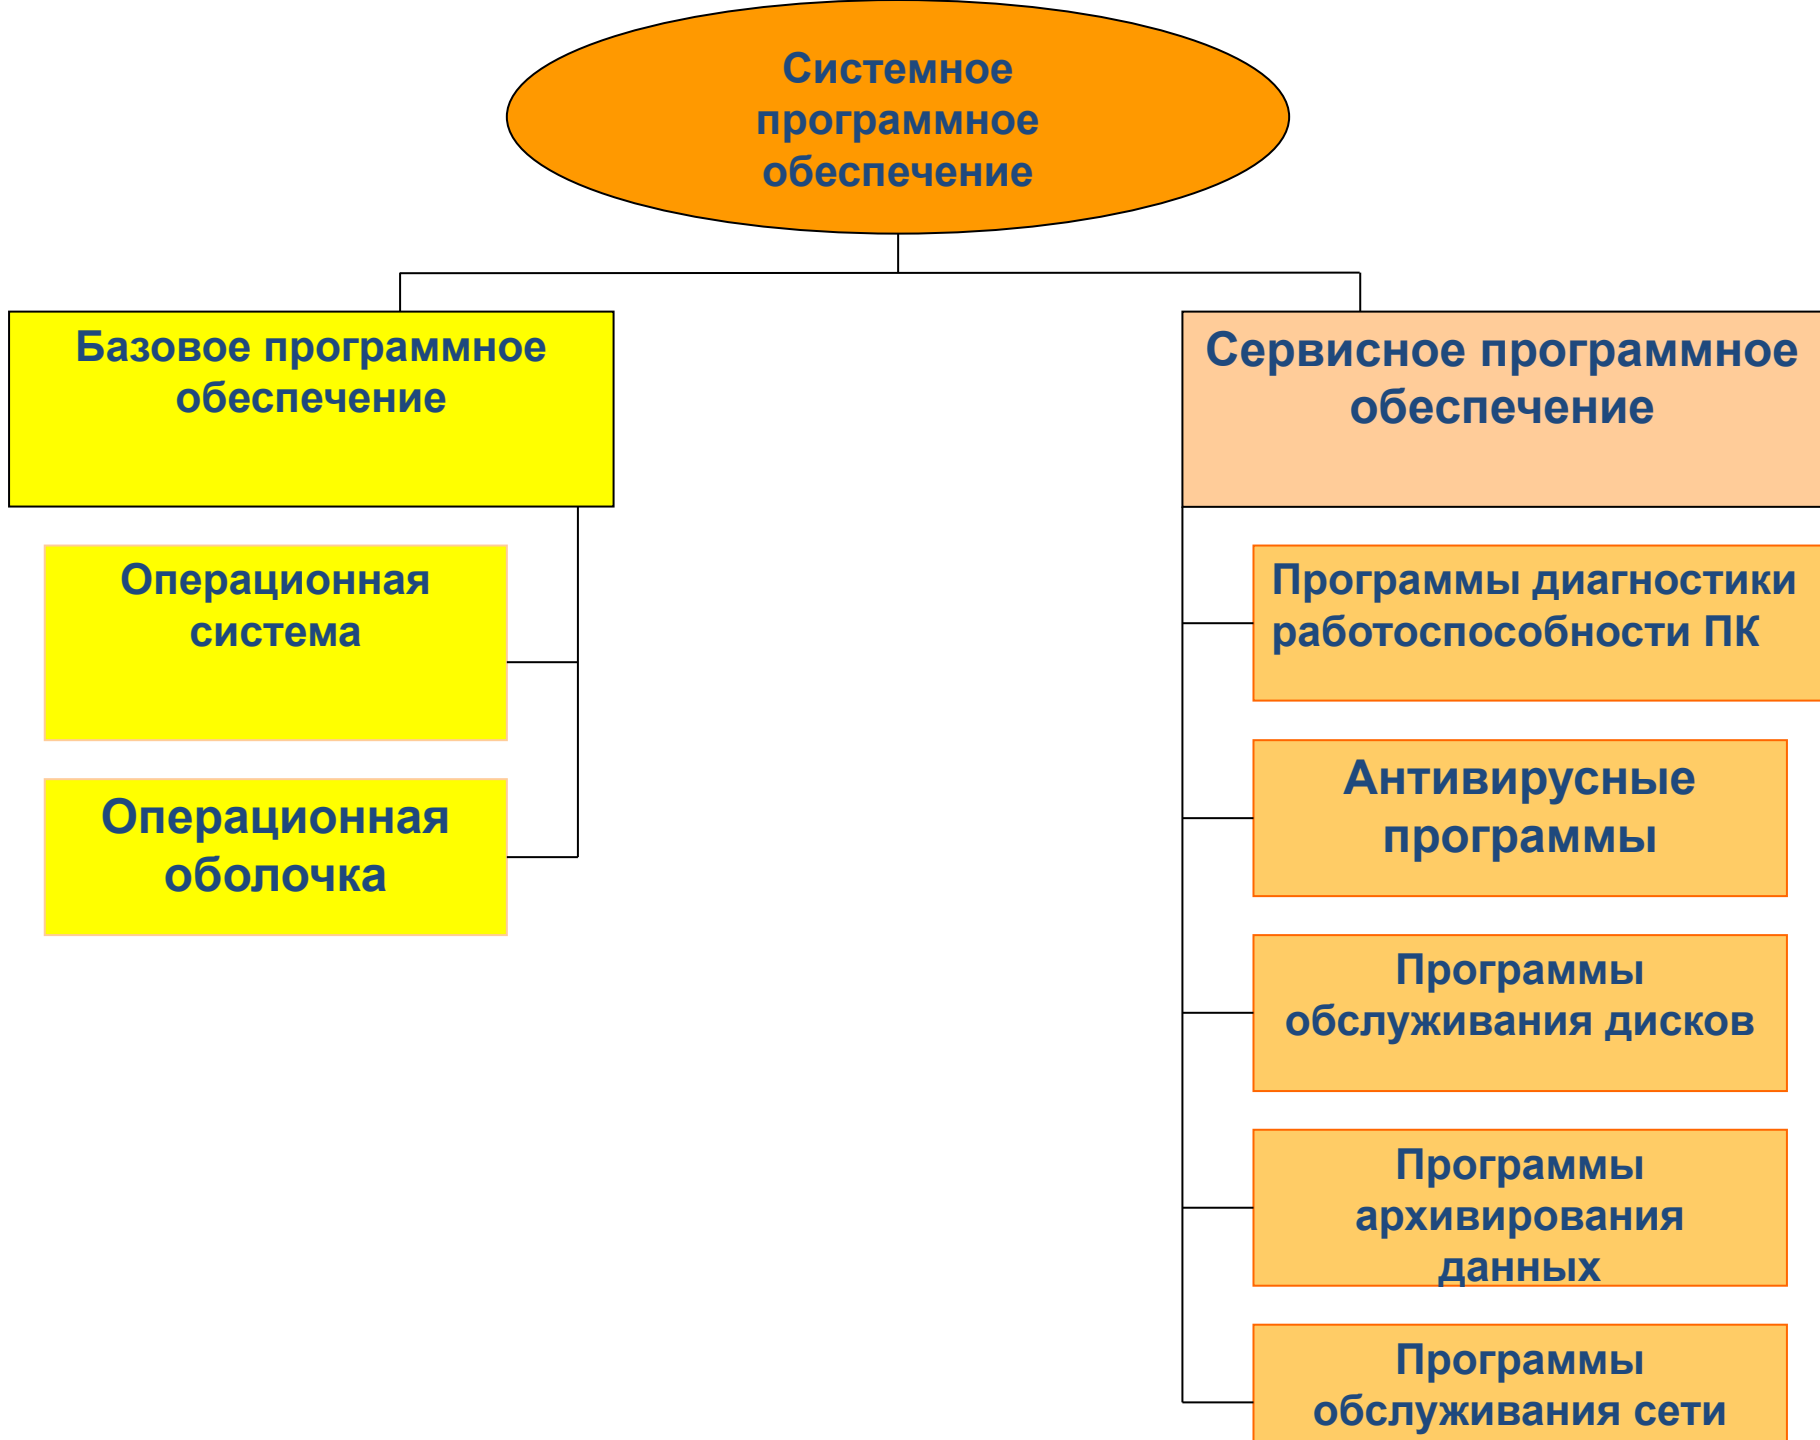 Системное
программное
обеспечение
Базовое программное
обеспечение
Операционная
система
Операционная
оболочка
Сервисное программное
обеспечение
Программы диагностики
работоспособности ПК
Антивирусные
программы
Программы
обслуживания дисков
Программы
архивирования
данных
Программы
обслуживания сети